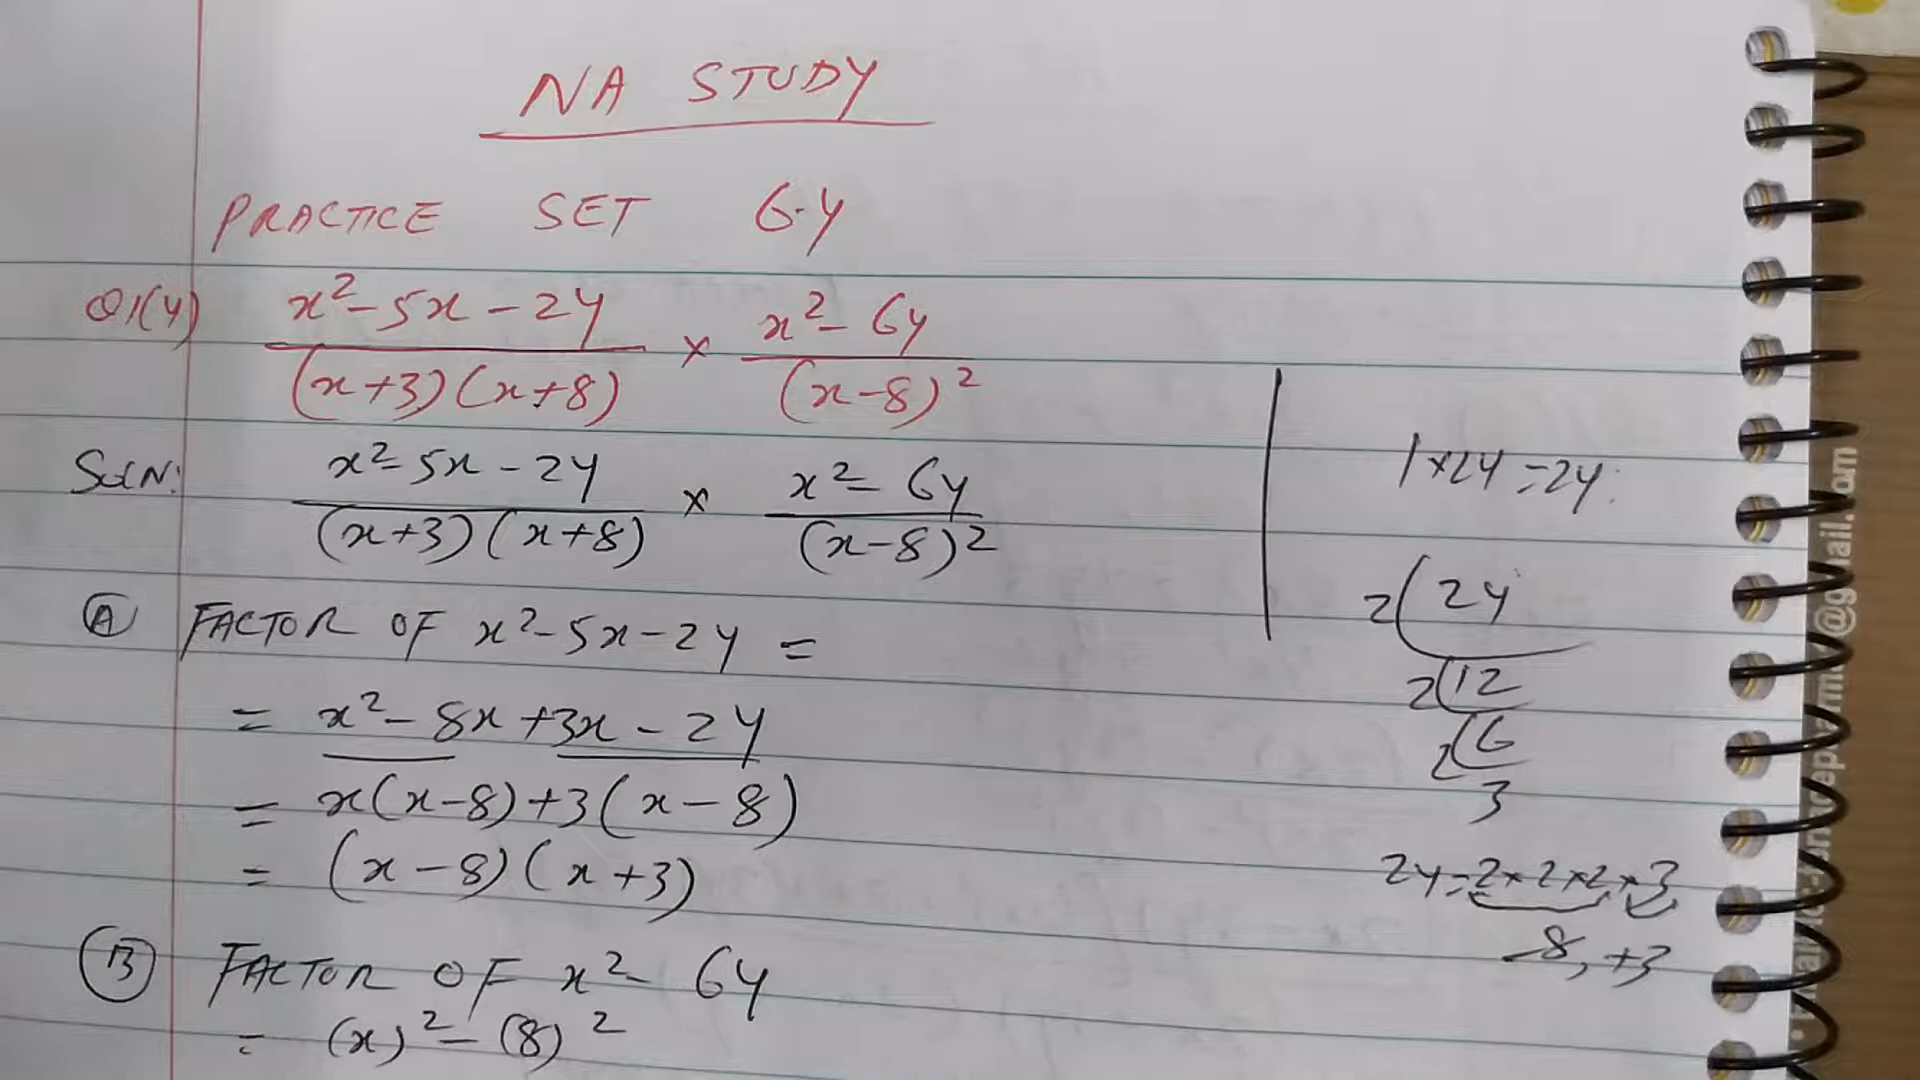 NA STUDY
PRACTICE SET 6.4
Q1(4) x²-5x-24/(x+3)(x+8) × x²-64/(x-8)²
SOLN: x²-5x-24/(x+3)(x+8) × x²-64/(x-8)²
Ⓐ FACTOR OF x²-5x-24 =
= x²-8x+3x-24
= x(x-8)+3(x-8)
= (x-8)(x+3)
Ⓑ FACTOR OF x²-64
= (x)²-(8)²
1×24=24
2 24
2 12
2 6
3
24=2×2×2×3
-8, +3
@gmail.com